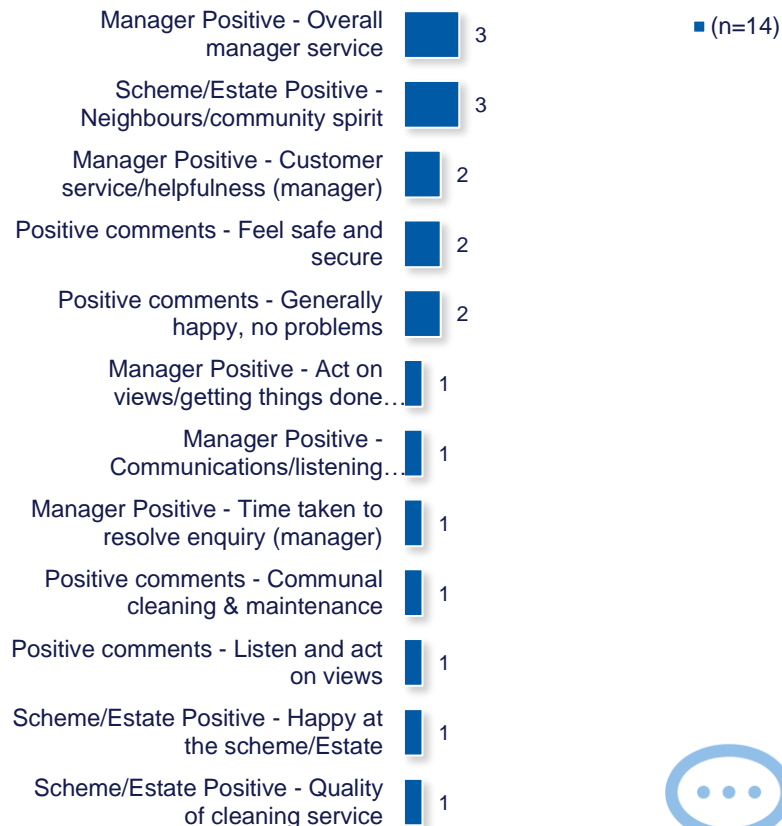 Manager Positive - Overall
manager service
3
(n=14)
Scheme/Estate Positive -
Neighbours/community spirit
3
Manager Positive - Customer
service/helpfulness (manager)
2
Positive comments - Feel safe and
secure
2
Positive comments - Generally
happy, no problems
2
Manager Positive - Act on
views/getting things done…
1
Manager Positive -
Communications/listening…
1
Manager Positive - Time taken to
resolve enquiry (manager)
1
Positive comments - Communal
cleaning & maintenance
1
Positive comments - Listen and act
on views
1
Scheme/Estate Positive - Happy at
the scheme/Estate
1
Scheme/Estate Positive - Quality
of cleaning service
1